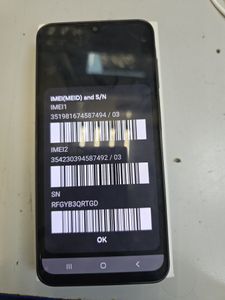 IMEI(MEID) and S/N
IMEI1
351981674587494 / 03
IMEI2
354230394587492 / 03
SN
RFGYB3QRTGD
OK